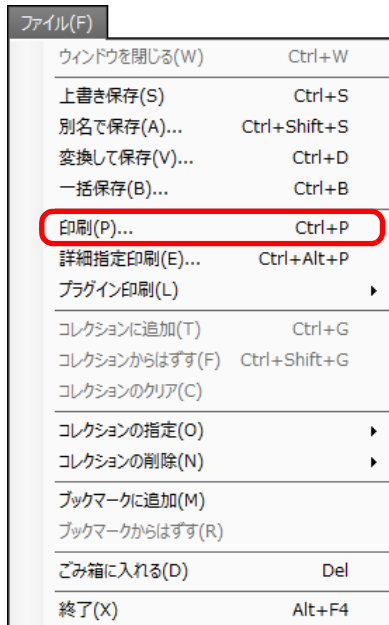 ファイル(F)
ウィンドウを閉じる(W) Ctrl+W
上書き保存(S) Ctrl+S
別名で保存(A)... Ctrl+Shift+S
変換して保存(V)... Ctrl+D
一括保存(B)... Ctrl+B
印刷(P)... Ctrl+P
詳細指定印刷(E)... Ctrl+Alt+P
プラグイン印刷(L)
コレクションに追加(T) Ctrl+G
コレクションからはずす(F) Ctrl+Shift+G
コレクションのクリア(C)
コレクションの指定(O)
コレクションの削除(N)
ブックマークに追加(M)
ブックマークからはずす(R)
ごみ箱に入れる(D) Del
終了(X) Alt+F4